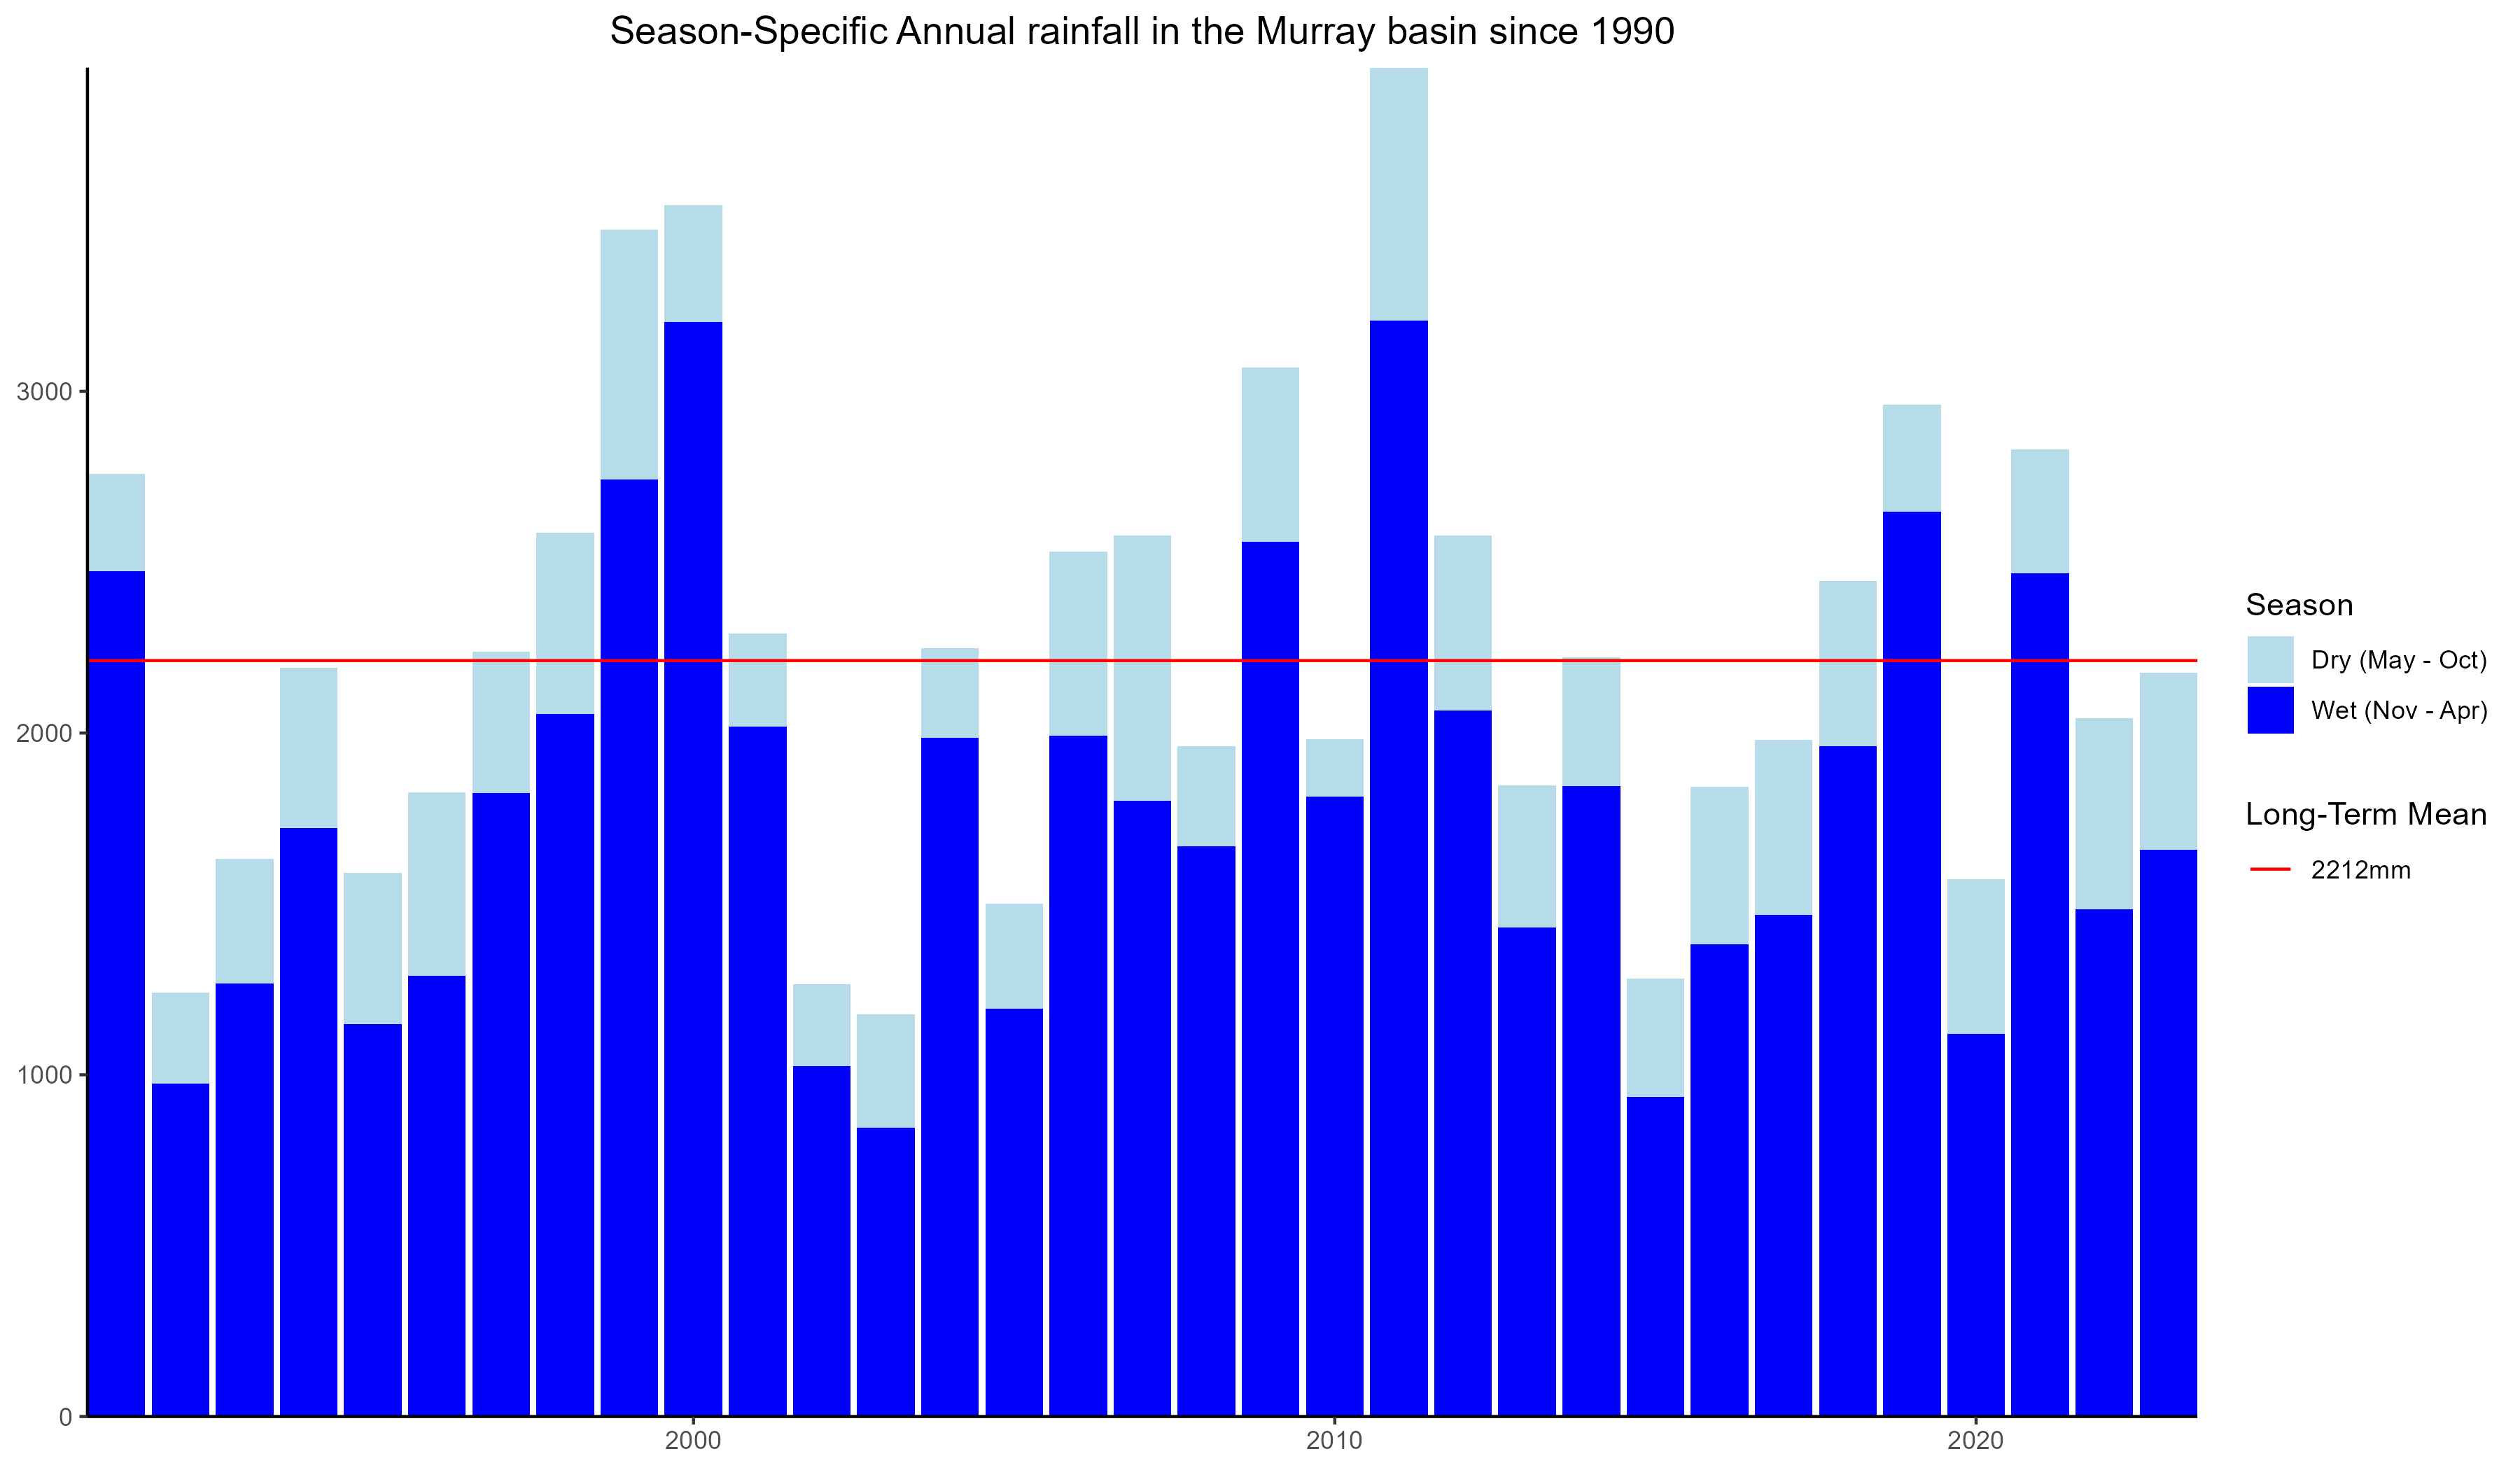 Season-Specific Annual rainfall in the Murray basin since 1990
3000
2000
1000
0
2000
2010
2020
Season
Dry (May - Oct)
Wet (Nov - Apr)
Long-Term Mean
2212mm